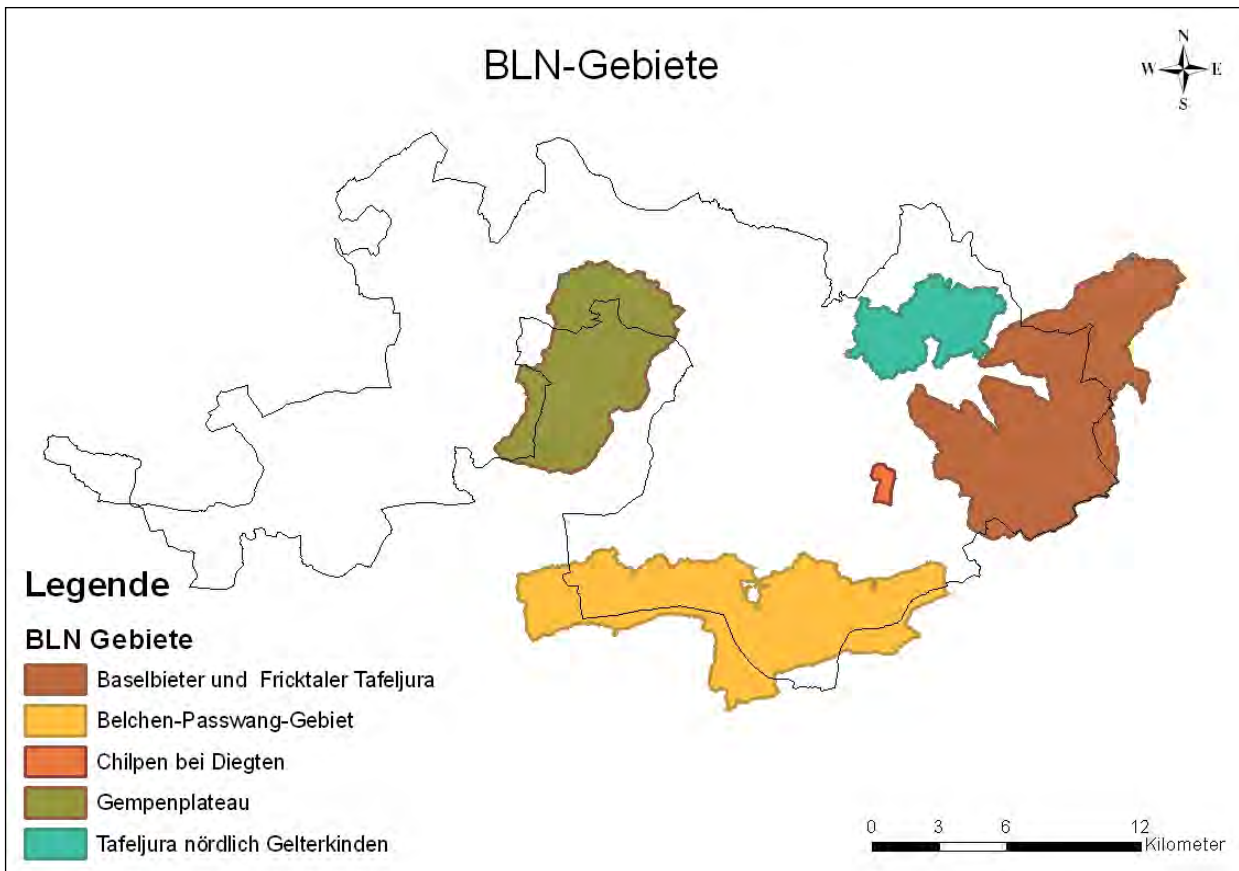 BLN-Gebiete
N
W E
S
Legende
BLN Gebiete
Baselbieter und Fricktaler Tafeljura
Belchen-Passwang-Gebiet
Chilpen bei Diegten
Gempenplateau
Tafeljura nördlich Gelterkinden
0 3 6 12
Kilometer